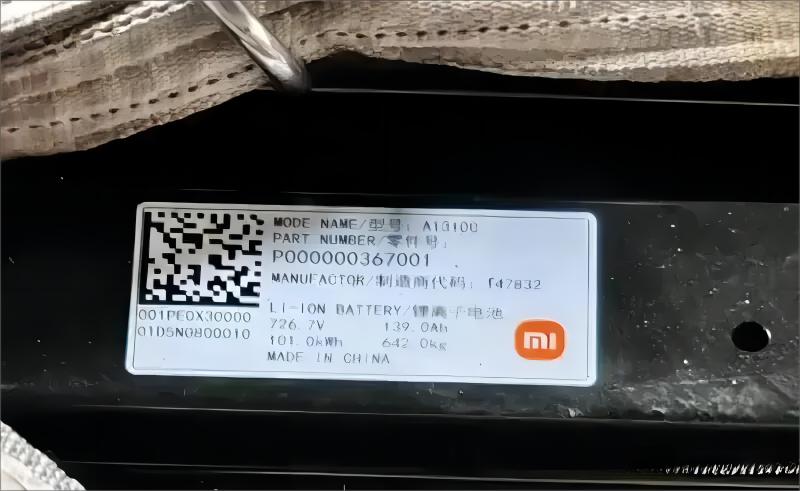 MODE NAME/型号: A1G100
PART NUMBER/零件号:
P000000367001
MANUFACTOR/制造商代码: T47832
001PE0X30000
01D5N0800010
LI-ION BATTERY/锂离子电池
726.7V 139.0Ah
101.0kWh 642.0kg
MADE IN CHINA
mi